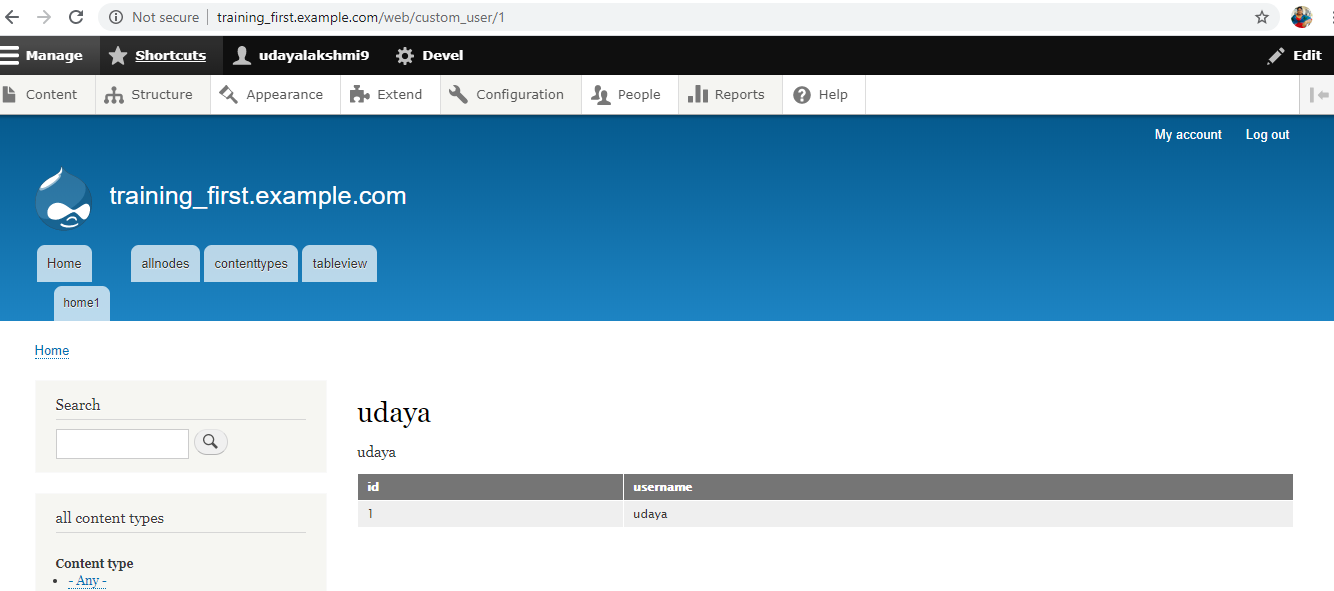 Not secure | training_first.example.com/web/custom_user/1
Manage Shortcuts udayalakshmi9 Devel Edit
Content Structure Appearance Extend Configuration People Reports Help
My account Log out
training_first.example.com
Home allnodes contenttypes tableview
home1
Home
Search
udaya
udaya
id username
1 udaya
all content types
Content type
- Any -